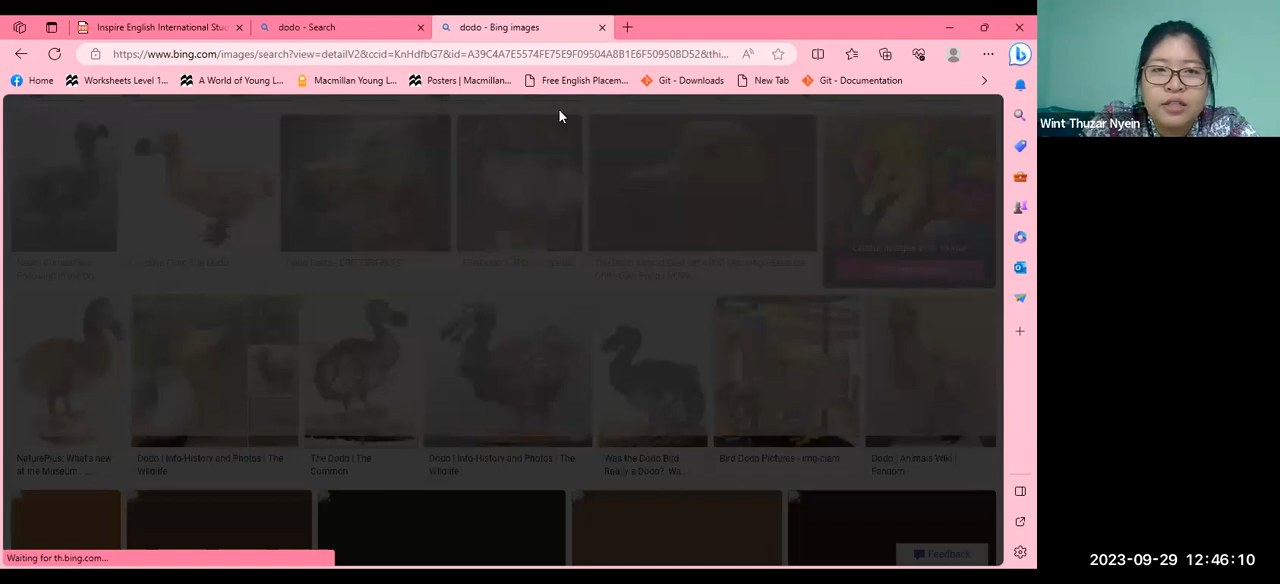 Inspire English International Stu
dodo - Search
dodo - Bing images
https://www.bing.com/images/search?view=detailV2&ccid=KnHdfbG7&id=A39C4A7E5574FE75E9F09504A8B1E6F50950BD52&thi...
Home
Worksheets Level 1...
A World of Young L...
Macmillan Young L...
Posters | Macmillan...
Free English Placem...
Git - Downloads
New Tab
Git - Documentation
Wint Thuzar Nyein
NaturePlus: What's new at the Museum : ...
Dodo | Info-History and Photos | The Wildlife
The Dodo | The Common
Dodo | Info-History and Photos | The Wildlife
Was the Dodo Bird Really a Dodo? Wa...
Bird Dodo Pictures - img-clam
Dodo | Animals Wiki | Fandom
Feedback
Waiting for th.bing.com...
2023-09-29 12:46:10